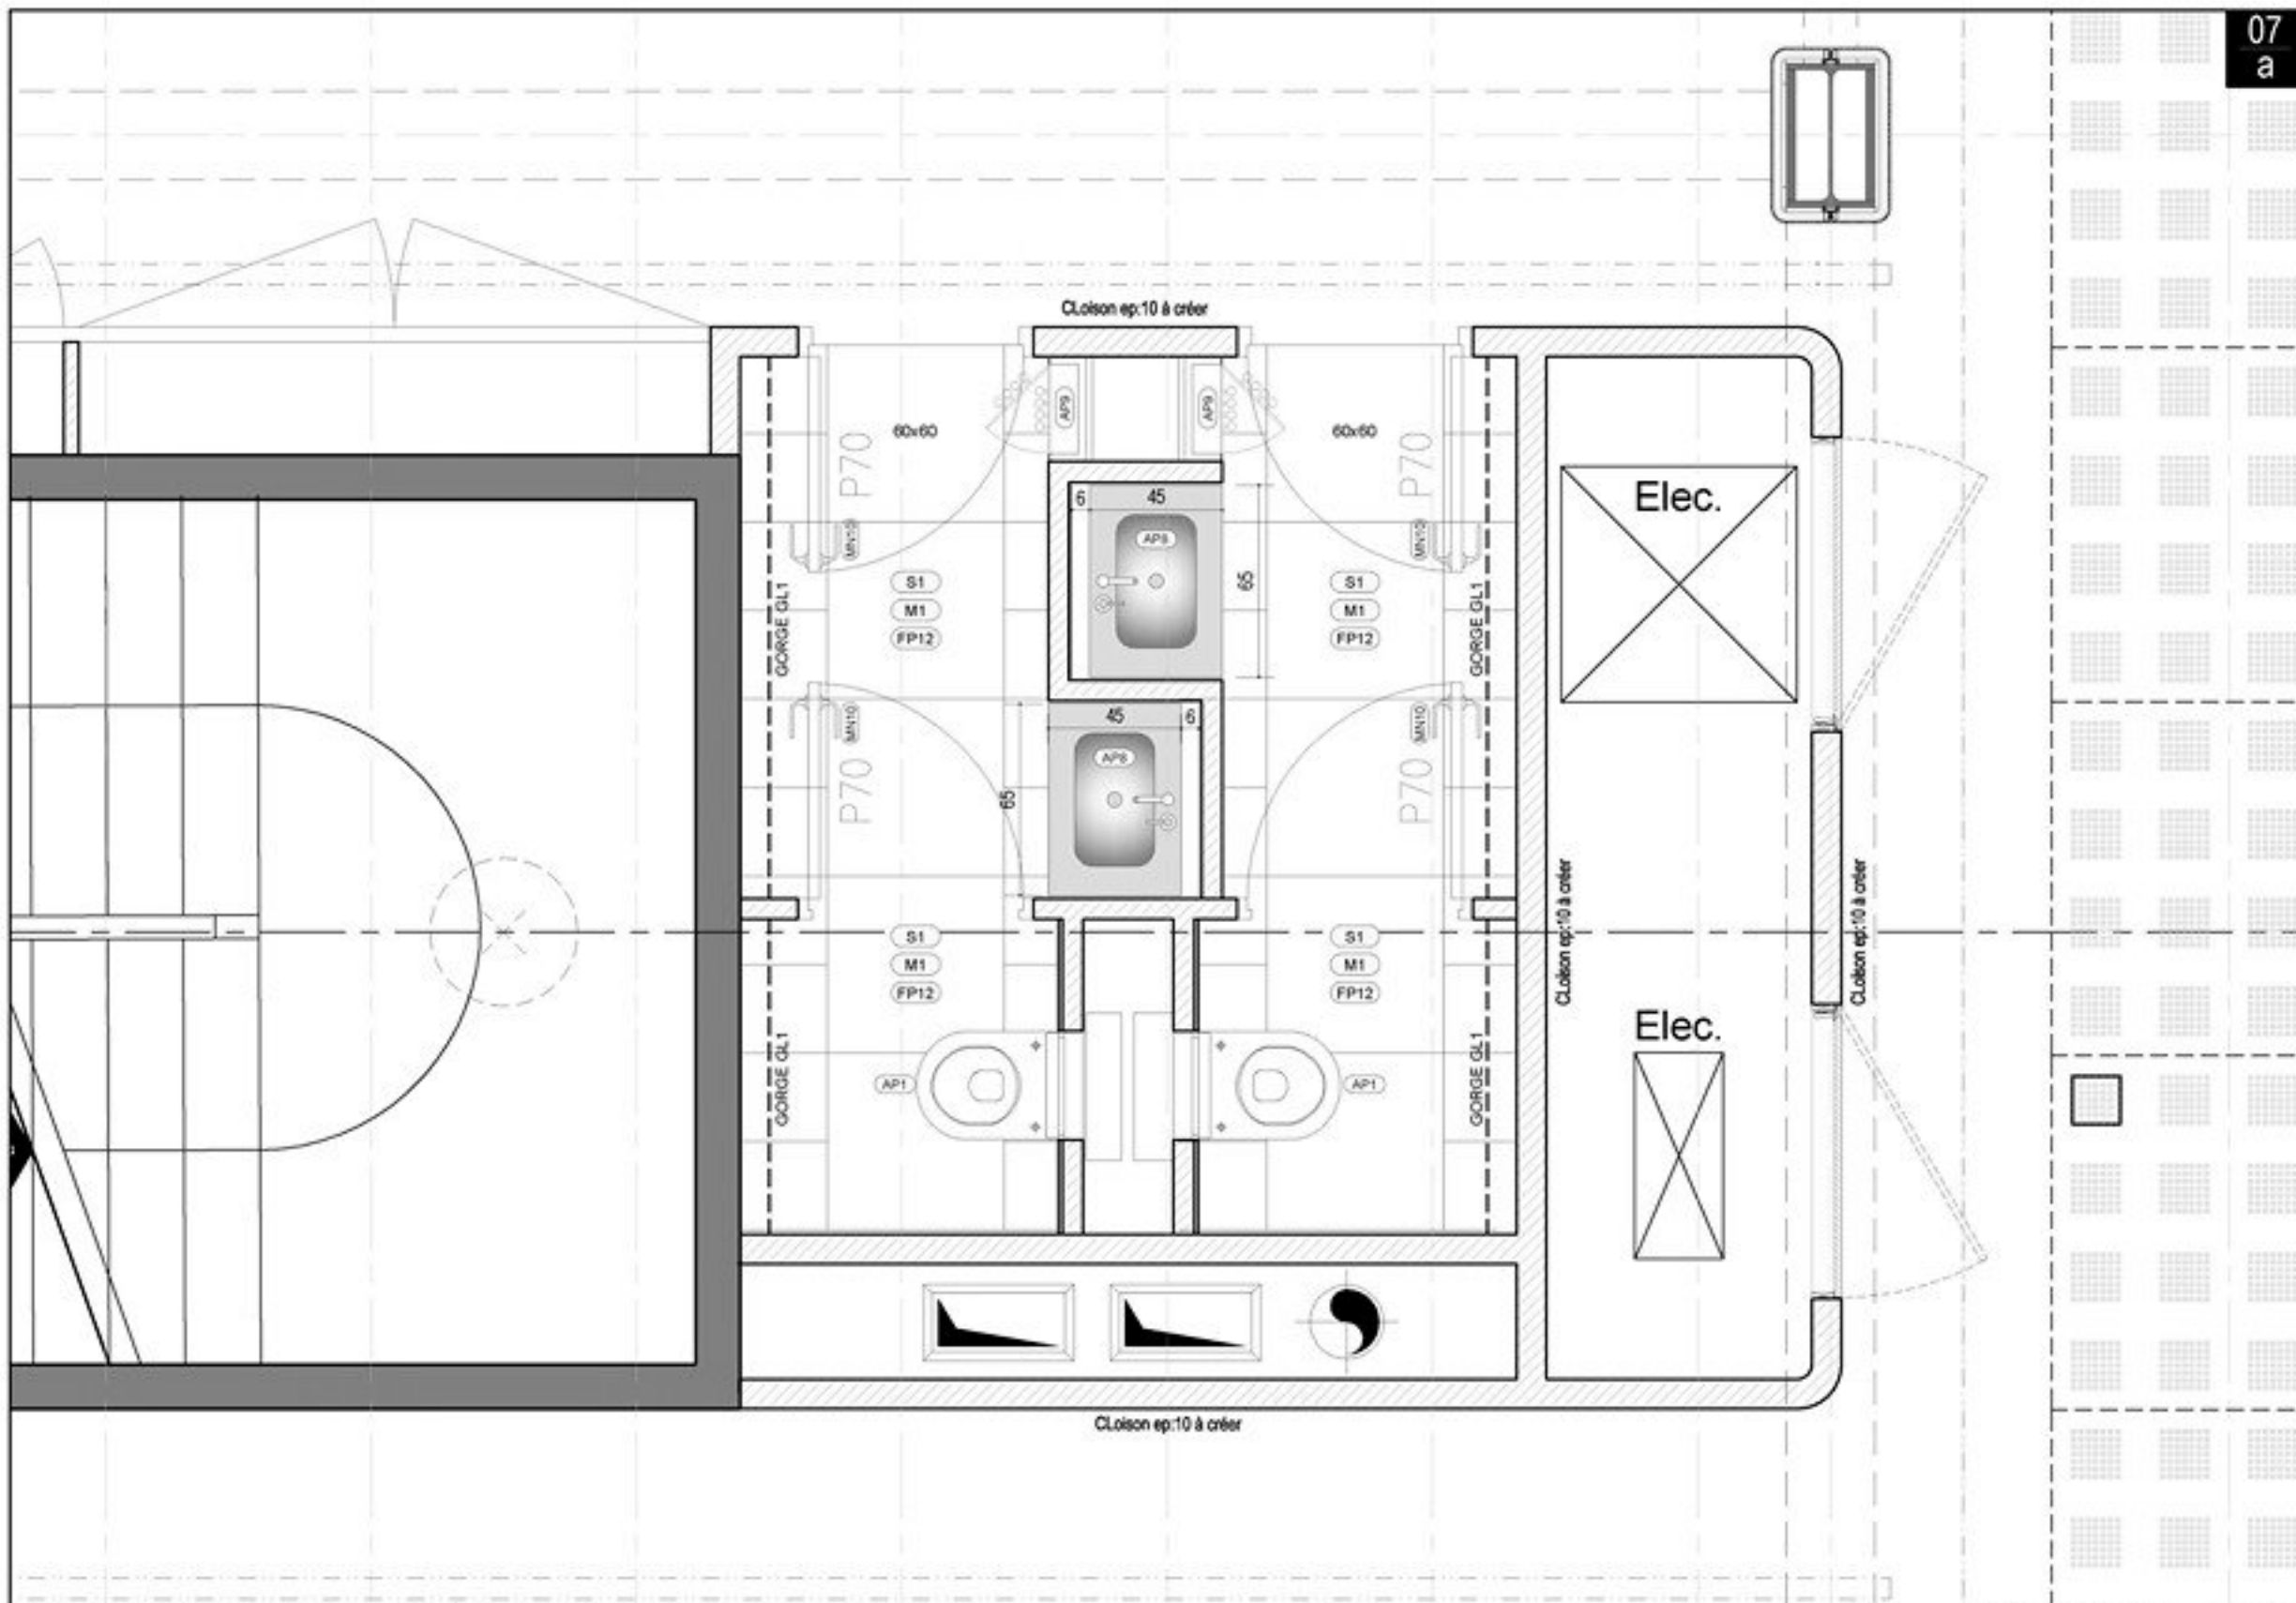 07
a
CLoison ep:10 à créer
AP9
AP9
60x60
60x60
P70
P70
6
45
Elec.
AP8
MN10
MN10
S1
M1
FP12
65
S1
M1
FP12
GORGE GL1
GORGE GL1
MN10
MN10
45
6
AP8
P70
P70
65
CLoison ep:10 à créer
CLoison ep:10 à créer
S1
M1
FP12
S1
M1
FP12
Elec.
GORGE GL1
GORGE GL1
AP1
AP1
CLoison ep:10 à créer